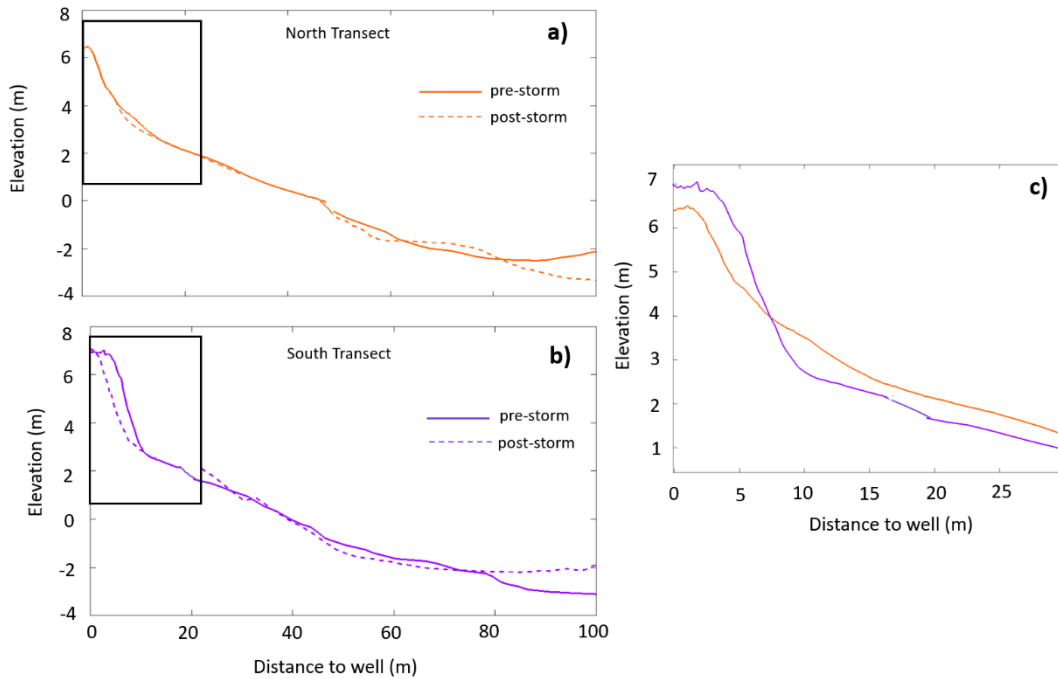 North Transect
a)
pre-storm
post-storm
Elevation (m)
8
6
4
2
0
-2
-4
South Transect
b)
pre-storm
post-storm
Elevation (m)
8
6
4
2
0
-2
-4
0
20
40
60
80
100
Distance to well (m)
c)
Elevation (m)
7
6
5
4
3
2
1
0
5
10
15
20
25
Distance to well (m)